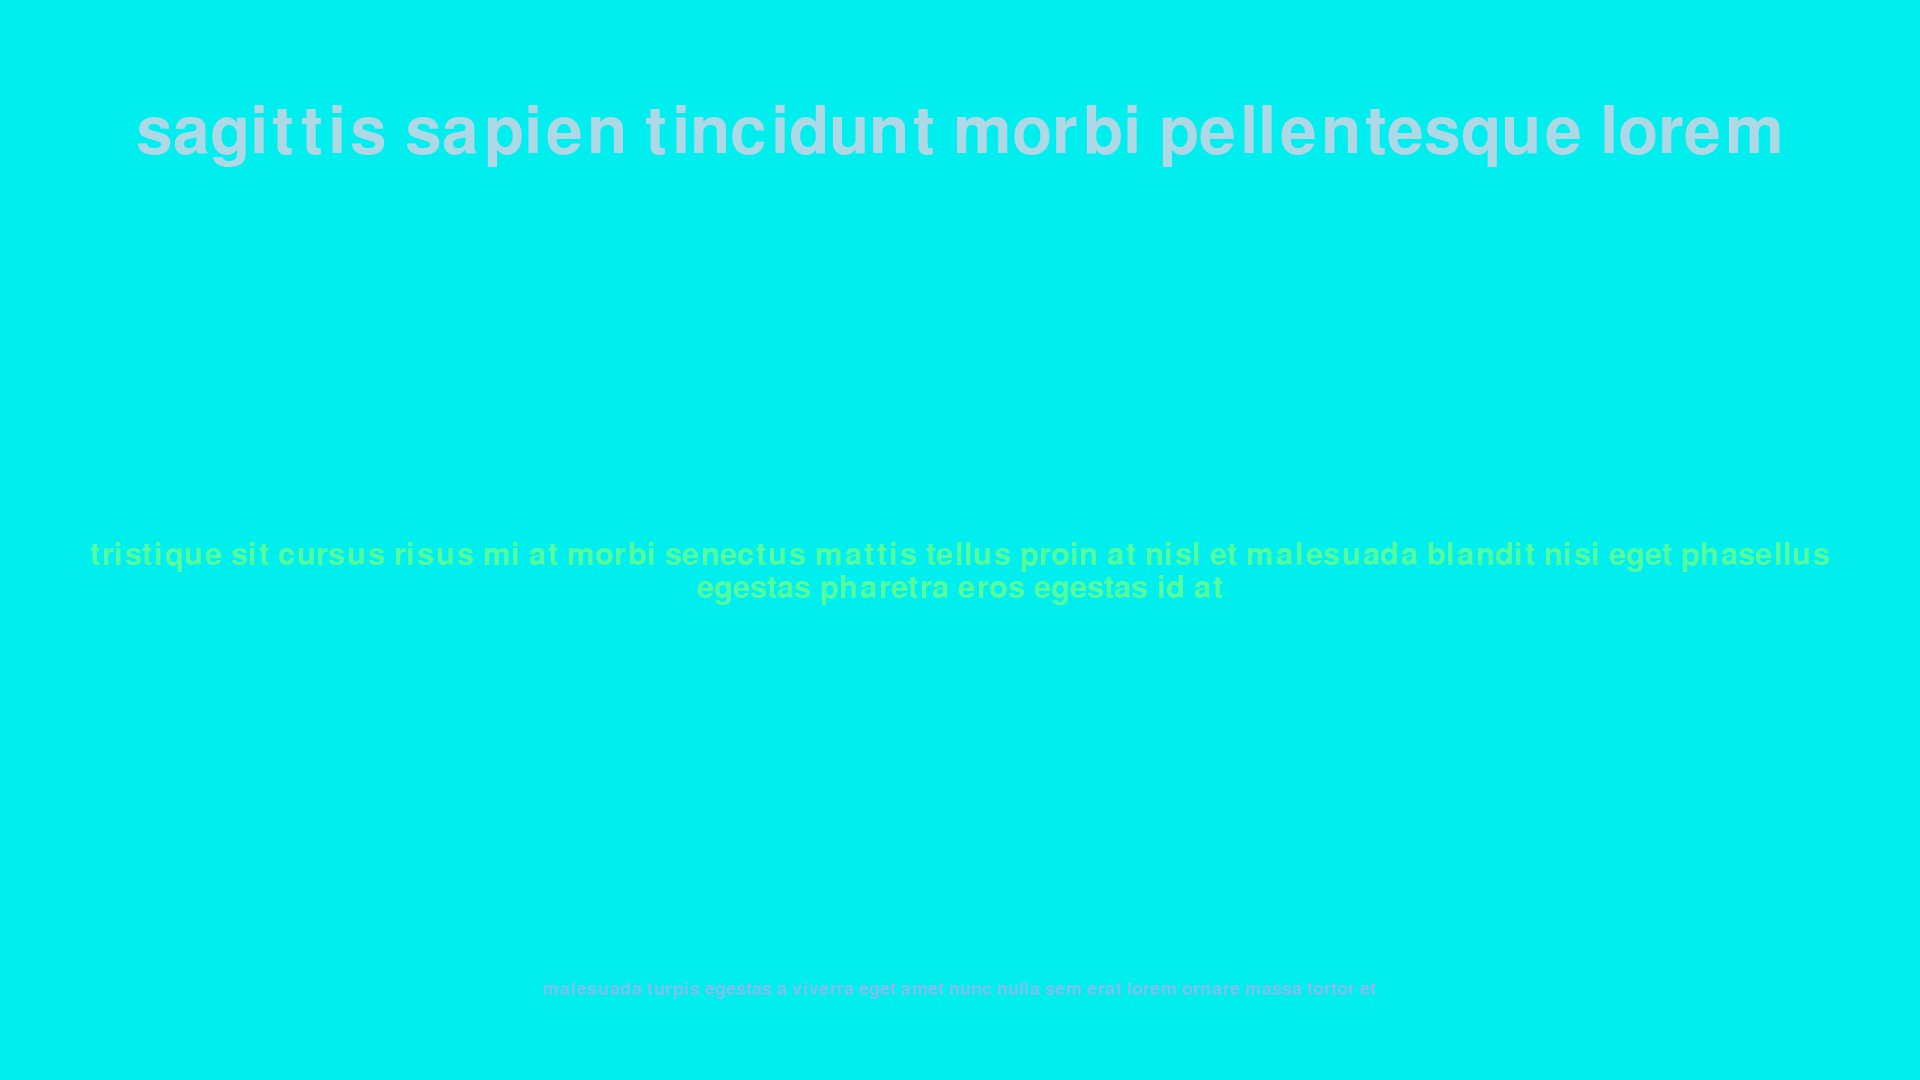 sagittis sapien tincidunt morbi pellentesque lorem
tristique sit cursus risus mi at morbi senectus mattis tellus proin at nisl et malesuada blandit nisi eget phasellus
egestas pharetra eros egestas id at
malesuada turpis egestas a viverra eget amet nunc nulla sem erat lorem ornare massa tortor et